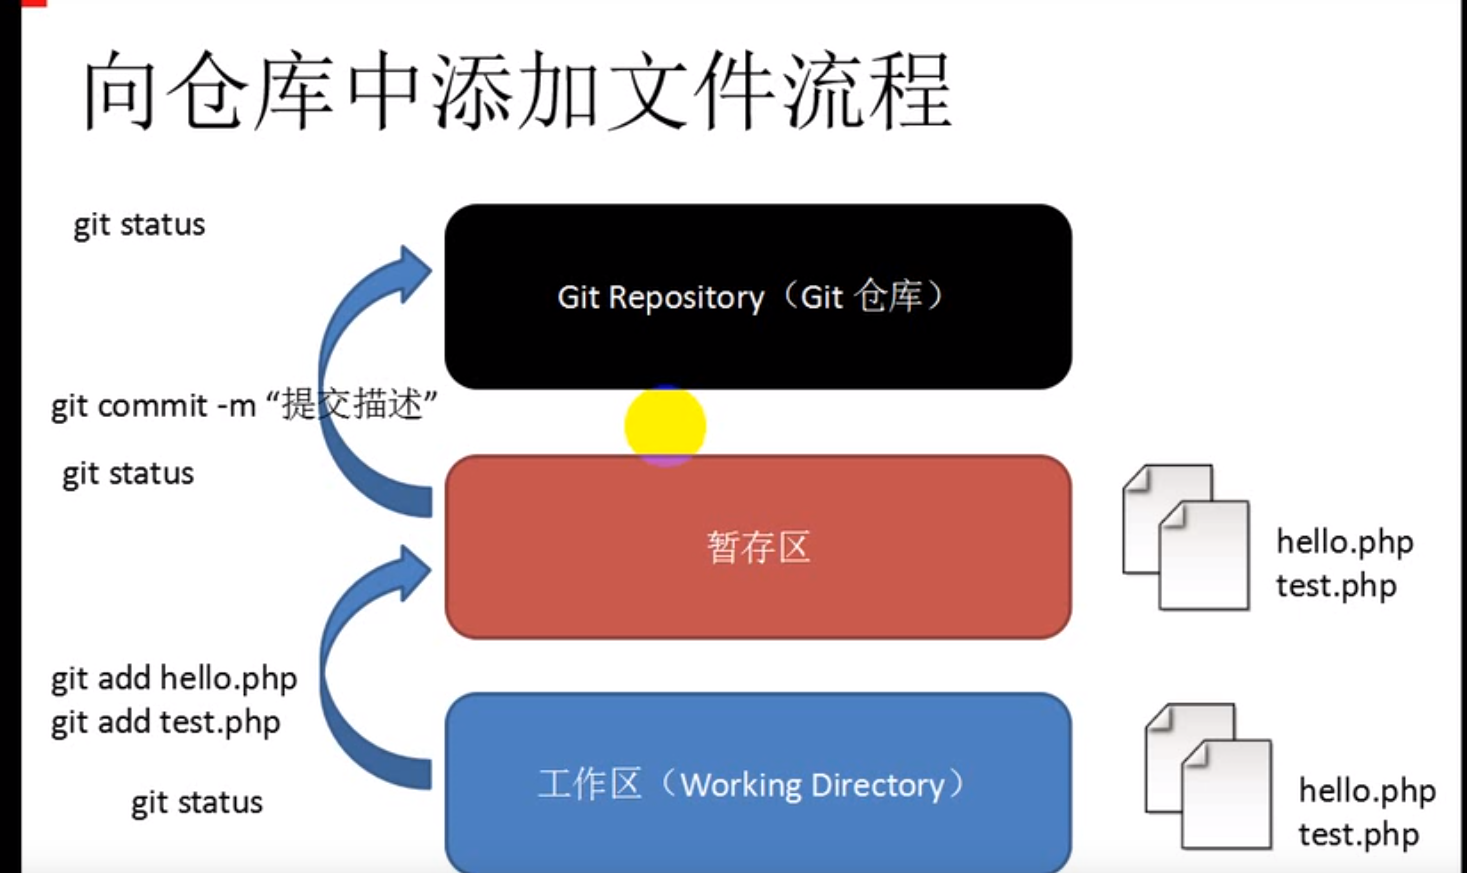 向仓库中添加文件流程
git status
Git Repository（Git 仓库）
git commit -m “提交描述”
git status
暂存区
hello.php
test.php
git add hello.php
git add test.php
git status
工作区（Working Directory）
hello.php
test.php